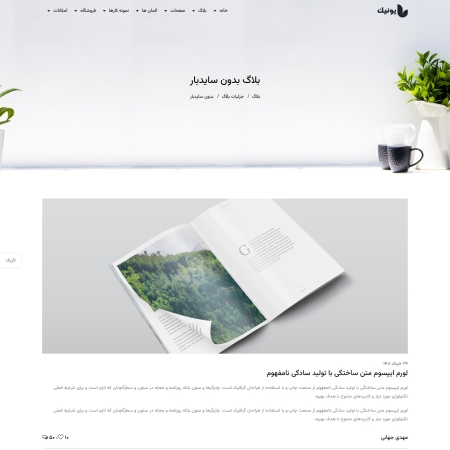 یونیک
خانه
بلاگ
صفحات
المان ها
نمونه کارها
فروشگاه
امکانات
بلاگ بدون سایدبار
بلاگ / جزئیات بلاگ / بدون سایدبار
تاریک
G
لورم ایپسوم متن ساختگی با تولید سادگی نامفهوم
لورم ایپسوم متن ساختگی با تولید سادگی نامفهوم از صنعت چاپ و با استفاده از طراحان گرافیک است. چاپگرها و متون بلکه روزنامه و مجله در ستون و سطرآنچنان که لازم است و برای شرایط فعلی
تکنولوژی مورد نیاز و کاربردهای متنوع با هدف بهبود
لورم ایپسوم متن ساختگی با تولید سادگی نامفهوم از صنعت چاپ و با استفاده از طراحان گرافیک است. چاپگرها و متون بلکه روزنامه و مجله در ستون و سطرآنچنان که لازم است و برای شرایط فعلی
تکنولوژی مورد نیاز و کاربردهای متنوع با هدف بهبود
مهدی جهانی
۱۰ ۵۰